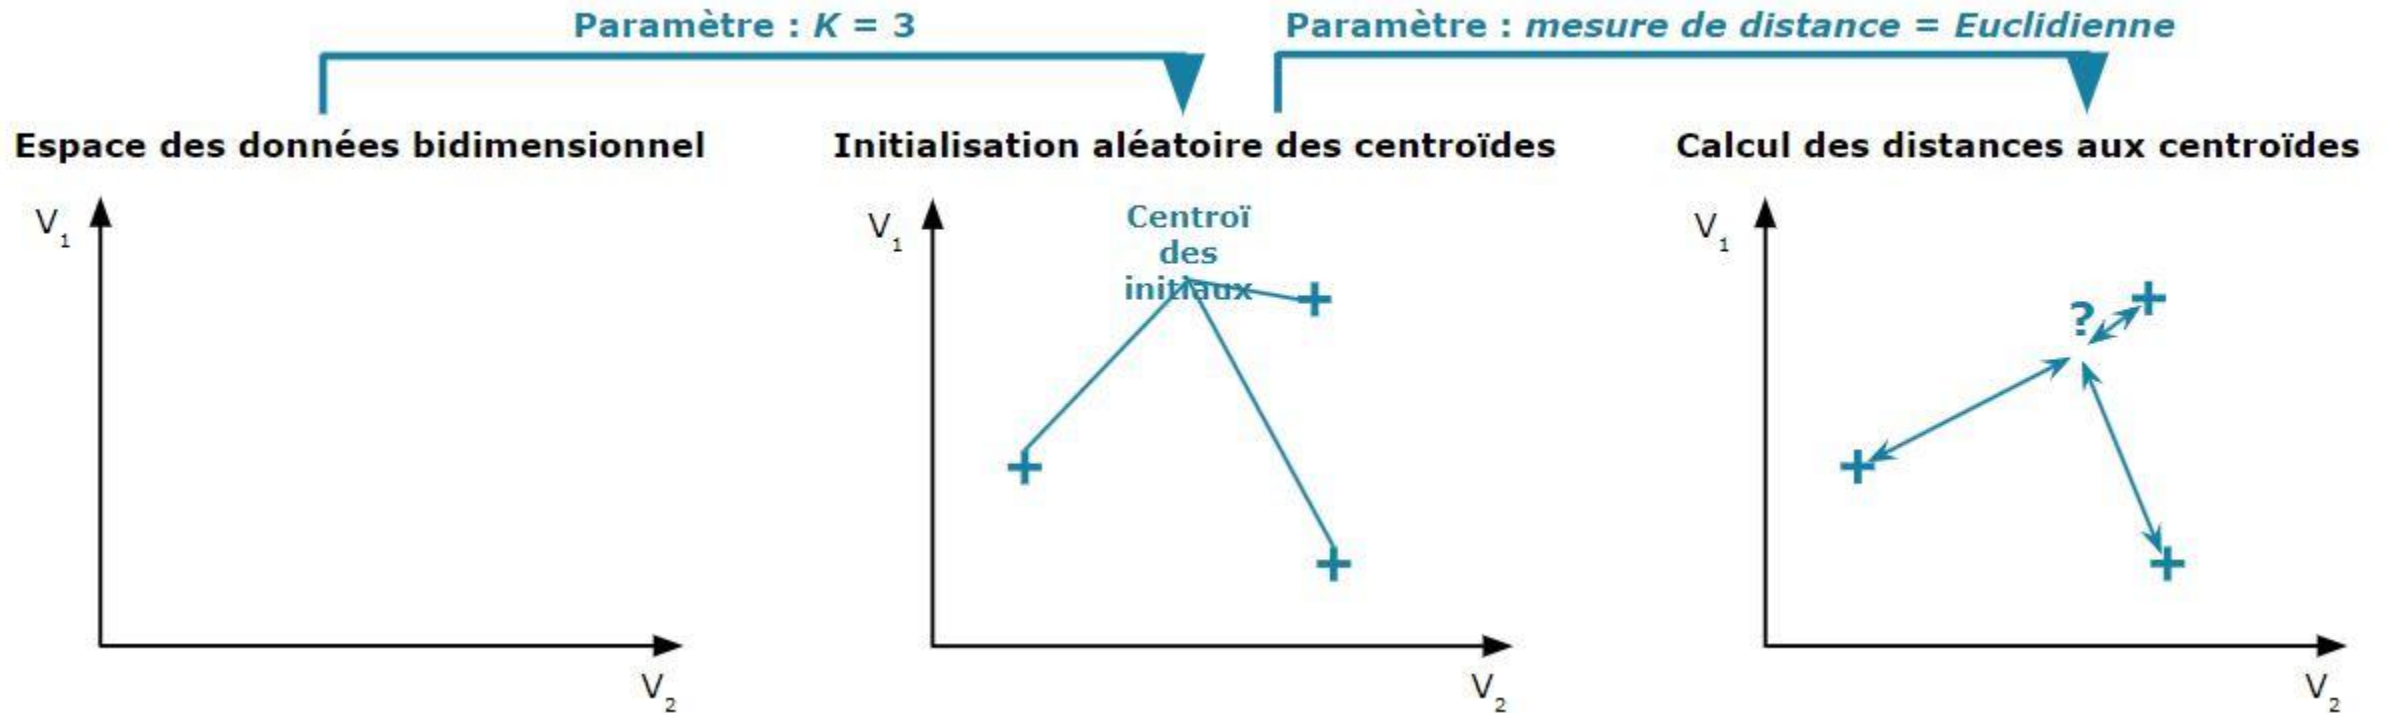 Paramètre : K = 3
Paramètre : mesure de distance = Euclidienne
Espace des données bidimensionnel
Initialisation aléatoire des centroïdes
Calcul des distances aux centroïdes
V1
V2
V1
Centroï
des
initiaux
V2
V1
?
V2